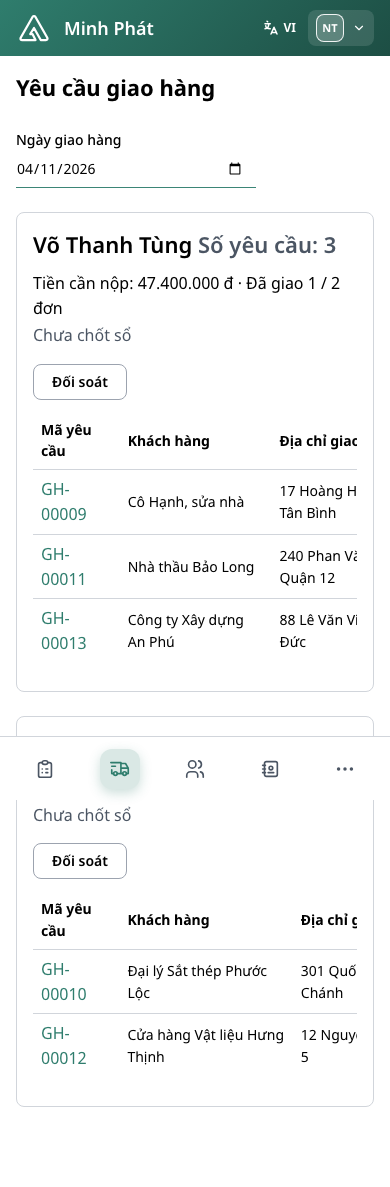 Minh Phát
VI
NT
Yêu cầu giao hàng
Ngày giao hàng
04/11/2026
Võ Thanh Tùng Số yêu cầu: 3
Tiền cần nộp: 47.400.000 đ · Đã giao 1 / 2
đơn
Chưa chốt sổ
Đối soát
Mã yêu cầu Khách hàng Địa chỉ giao
GH-00009 Cô Hạnh, sửa nhà 17 Hoàng H Tân Bình
GH-00011 Nhà thầu Bảo Long 240 Phan Vă Quận 12
GH-00013 Công ty Xây dựng An Phú 88 Lê Văn Vi Đức
Chưa chốt sổ
Đối soát
Mã yêu cầu Khách hàng Địa chỉ g
GH-00010 Đại lý Sắt thép Phước Lộc 301 Quố Chánh
GH-00012 Cửa hàng Vật liệu Hưng Thịnh 12 Nguy 5